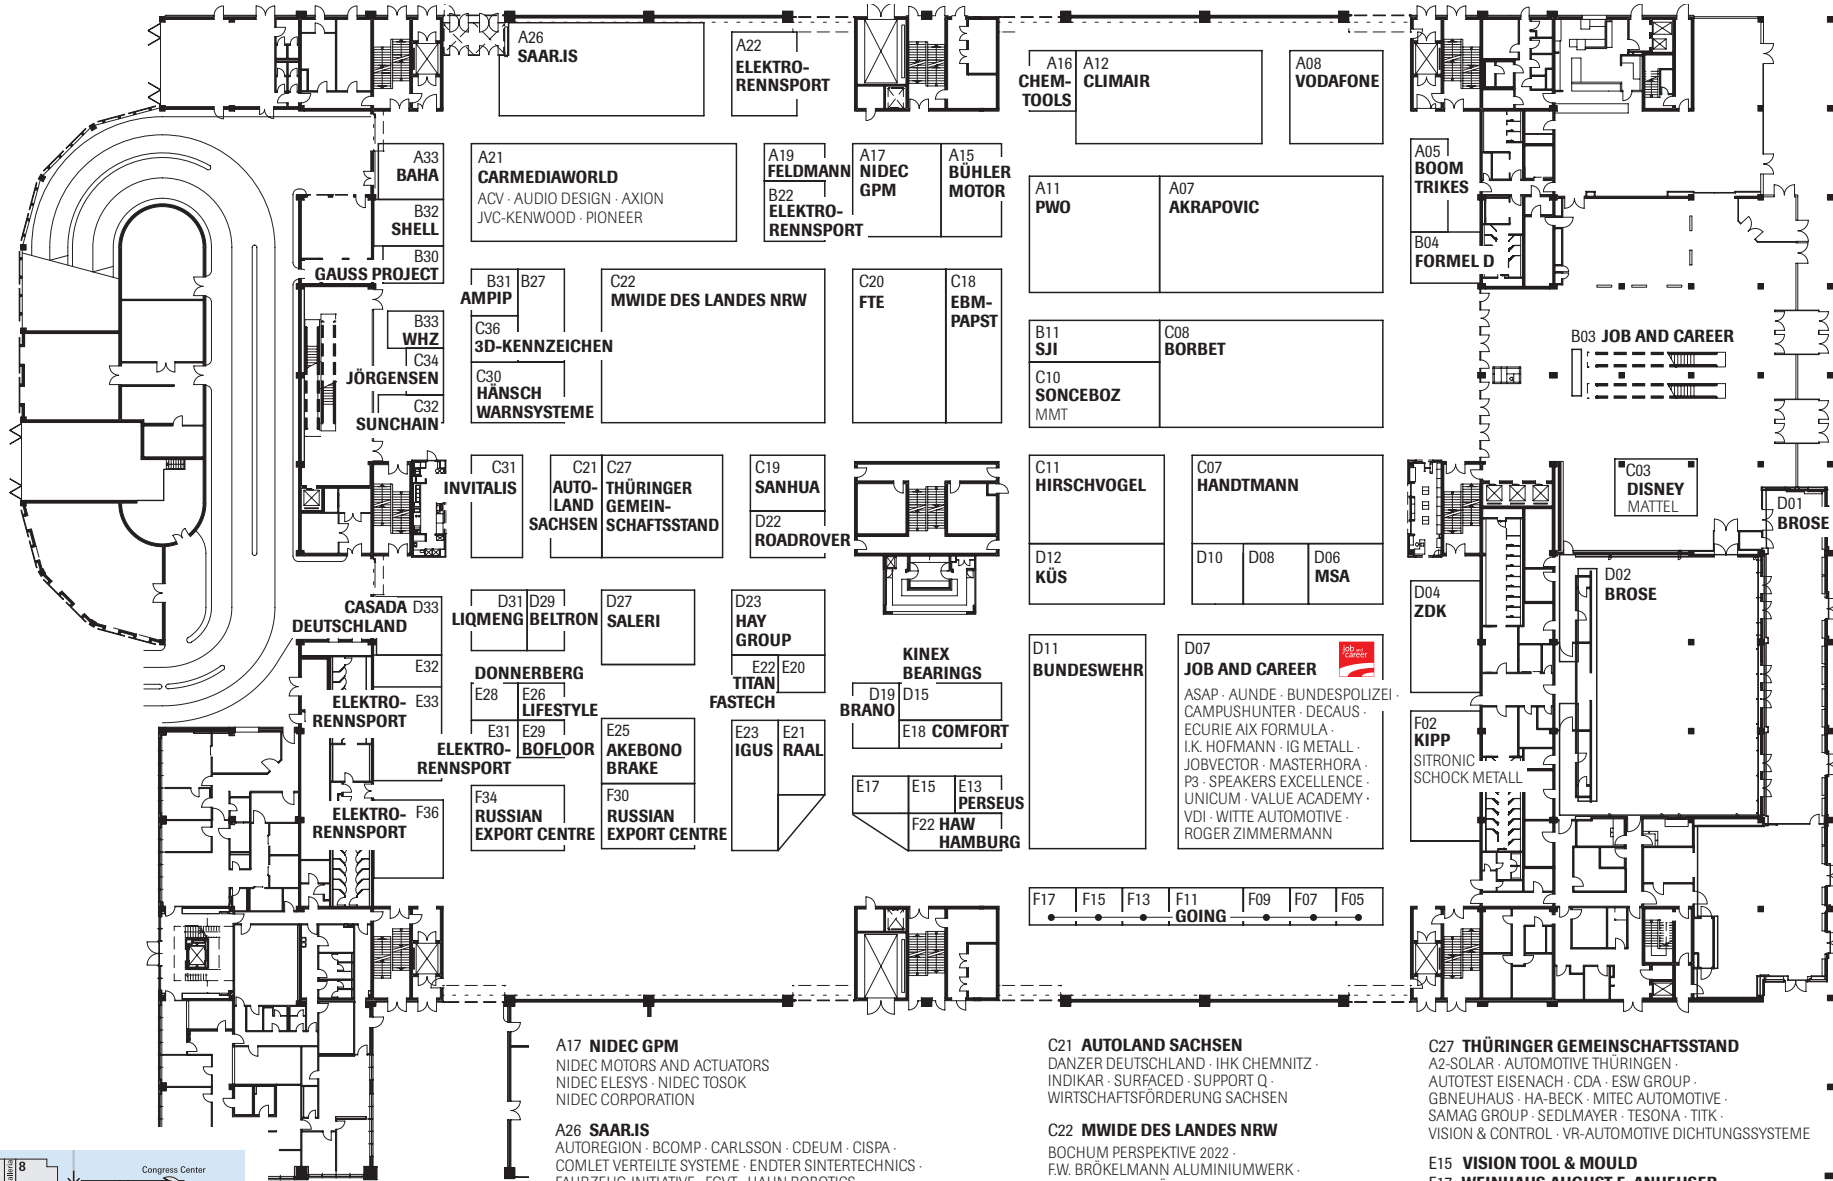 A26
SAAR.IS
A22
ELEKTRO-
RENNSPORT
A16
CHEM-
TOOLS
A12
CLIMAIR
A08
VODAFONE
A33
BAHA
A21
CARMEDIAWORLD
ACV · AUDIO DESIGN · AXION
JVC-KENWOOD · PIONEER
A19
FELDMANN
B22
ELEKTRO-
RENNSPORT
A17
NIDEC
GPM
A15
BÜHLER
MOTOR
A11
PWO
A07
AKRAPOVIC
A05
BOOM
TRIKES
B04
FORMEL D
B32
SHELL
B30
GAUSS PROJECT
B31
AMPIP
B27
C36
3D-KENNZEICHEN
C30
HÄNSCH
WARNSYSTEME
C22
MWIDE DES LANDES NRW
C20
FTE
C18
EBM-
PAPST
B11
SJI
C10
SONCEBOZ
MMT
C08
BORBET
B03 JOB AND CAREER
B33
WHZ
C34
JÖRGENSEN
C32
SUNCHAIN
C31
INVITALIS
C21
AUTO-
LAND
SACHSEN
C27
THÜRINGER
GEMEIN-
SCHAFTSSTAND
C19
SANHUA
D22
ROADROVER
C11
HIRSCHVOGEL
D12
KÜS
C07
HANDTMANN
D10
D08
D06
MSA
C03
DISNEY
MATTEL
D01
BROSE
D02
BROSE
D04
ZDK
CASADA D33
DEUTSCHLAND
E32
ELEKTRO-
RENNSPORT E33
ELEKTRO- F36
RENNSPORT
D31
LIQMENG
D29
BELTRON
D27
SALERI
D23
HAY
GROUP
E22
TITAN
FASTECH
E20
DONNERBERG
E28
E26
LIFESTYLE
E31
ELEKTRO-
RENNSPORT
E29
BOFLOOR
E25
AKEBONO
BRAKE
E23
IGUS
E21
RAAL
F34
RUSSIAN
EXPORT CENTRE
F30
RUSSIAN
EXPORT CENTRE
KINEX
BEARINGS
D19
BRANO
D15
E18 COMFORT
E17
E15
E13
PERSEUS
F22 HAW
HAMBURG
D11
BUNDESWEHR
D07
JOB AND CAREER
job and
career
ASAP · AUNDE · BUNDESPOLIZEI ·
CAMPUSHUNTER · DECAUS ·
ECURIE AIX FORMULA ·
I.K. HOFMANN · IG METALL ·
JOBVECTOR · MASTERHORA ·
P3 · SPEAKERS EXCELLENCE ·
UNICUM · VALUE ACADEMY ·
VDI · WITTE AUTOMOTIVE ·
ROGER ZIMMERMANN
F02
KIPP
SITRONIC
SCHOCK METALL
F17
F15
F13
F11
F09
F07
F05
GOING
A17 NIDEC GPM
NIDEC MOTORS AND ACTUATORS
NIDEC ELESYS · NIDEC TOSOK
NIDEC CORPORATION
A26 SAAR.IS
AUTOREGION · BCOMP · CARLSSON · CDEUM · CISPA ·
COMLET VERTEILTE SYSTEME · ENDTER SINTERTECHNICS ·
C21 AUTOLAND SACHSEN
DANZER DEUTSCHLAND · IHK CHEMNITZ ·
INDIKAR · SURFACED · SUPPORT Q ·
WIRTSCHAFTSFÖRDERUNG SACHSEN
C22 MWIDE DES LANDES NRW
BOCHUM PERSPEKTIVE 2022 ·
F.W. BRÖKELMANN ALUMINIUMWERK ·
C27 THÜRINGER GEMEINSCHAFTSSTAND
A2-SOLAR · AUTOMOTIVE THÜRINGEN ·
AUTOTEST EISENACH · CDA · ESW GROUP ·
GBNEUHAUS · HA-BECK · MITEC AUTOMOTIVE ·
SAMAG GROUP · SEDLMAYER · TESONA · TITK ·
VISION & CONTROL · VR-AUTOMOTIVE DICHTUNGSSYSTEME
E15 VISION TOOL & MOULD
8
Congress Center